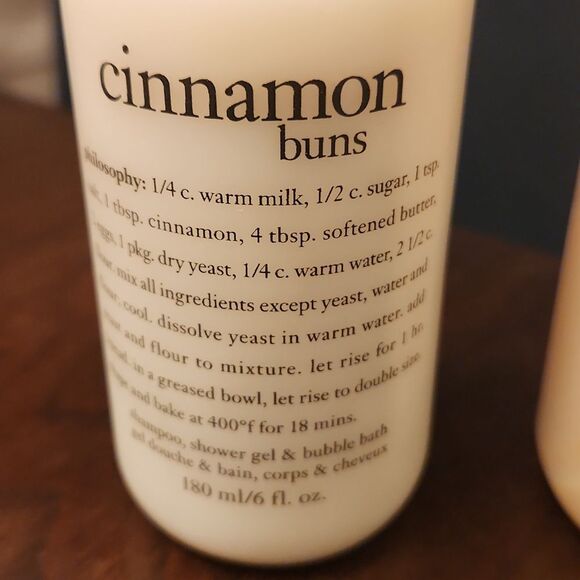 cinnamon
buns
philosophy: 1/4 c. warm milk, 1/2 c. sugar, 1 tsp.
1 tbsp. cinnamon, 4 tbsp. softened butter,
eggs, 1 pkg. dry yeast, 1/4 c. warm water, 2 1/2 c.
mix all ingredients except yeast, water and
cool. dissolve yeast in warm water. add
and flour to mixture. let rise for 1 hr.
in a greased bowl, let rise to double size.
and bake at 400°f for 18 mins.
shampoo, shower gel & bubble bath
gel douche & bain, corps & cheveux
180 ml/6 fl. oz.